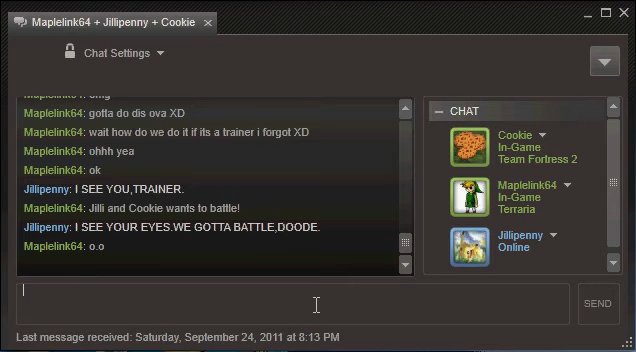 Maplelink64 + Jillipenny + Cookie
Chat Settings
Maplelink64: omg
Maplelink64: gotta do dis ova XD
Maplelink64: wait how do we do it if its a trainer i forgot XD
Maplelink64: ohhh yea
Maplelink64: ok
Jillipenny: I SEE YOU,TRAINER.
Maplelink64: Jilli and Cookie wants to battle!
Jillipenny: I SEE YOUR EYES.WE GOTTA BATTLE,DOODE.
Maplelink64: o.o
CHAT
Cookie
In-Game
Team Fortress 2
Maplelink64
In-Game
Terraria
Jillipenny
Online
SEND
Last message received: Saturday, September 24, 2011 at 8:13 PM